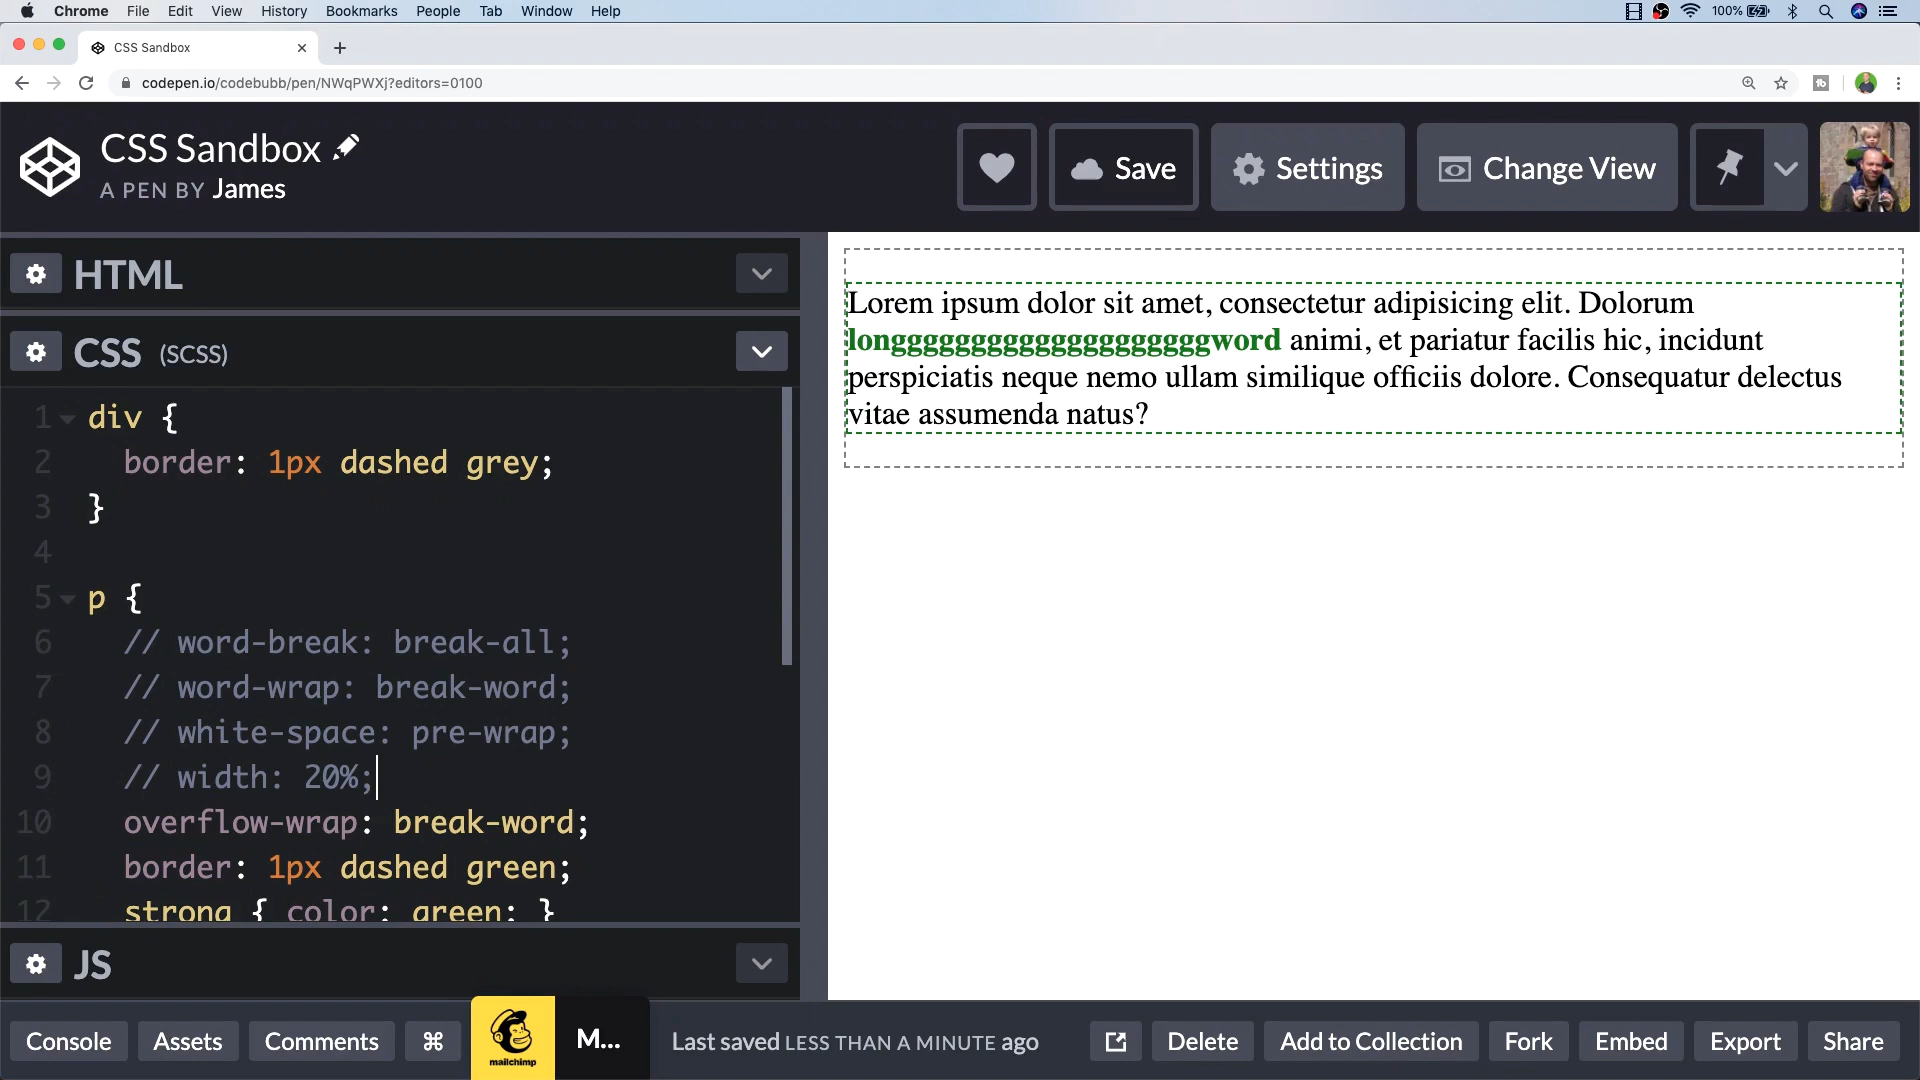 Chrome File Edit View History Bookmarks People Tab Window Help 100%
CSS Sandbox
codepen.io/codebubb/pen/NWqPWXj?editors=0100
CSS Sandbox
A PEN BY James
Save Settings Change View
HTML
CSS (SCSS)
1 div {
2 border: 1px dashed grey;
3 }
4
5 p {
6 // word-break: break-all;
7 // word-wrap: break-word;
8 // white-space: pre-wrap;
9 // width: 20%;
10 overflow-wrap: break-word;
11 border: 1px dashed green;
12 strong { color: green; }
JS
Lorem ipsum dolor sit amet, consectetur adipisicing elit. Dolorum
longggggggggggggggggggggword animi, et pariatur facilis hic, incidunt
perspiciatis neque nemo ullam similique officiis dolore. Consequatur delectus
vitae assumenda natus?
Console Assets Comments ⌘ mailchimp M... Last saved LESS THAN A MINUTE ago Delete Add to Collection Fork Embed Export Share